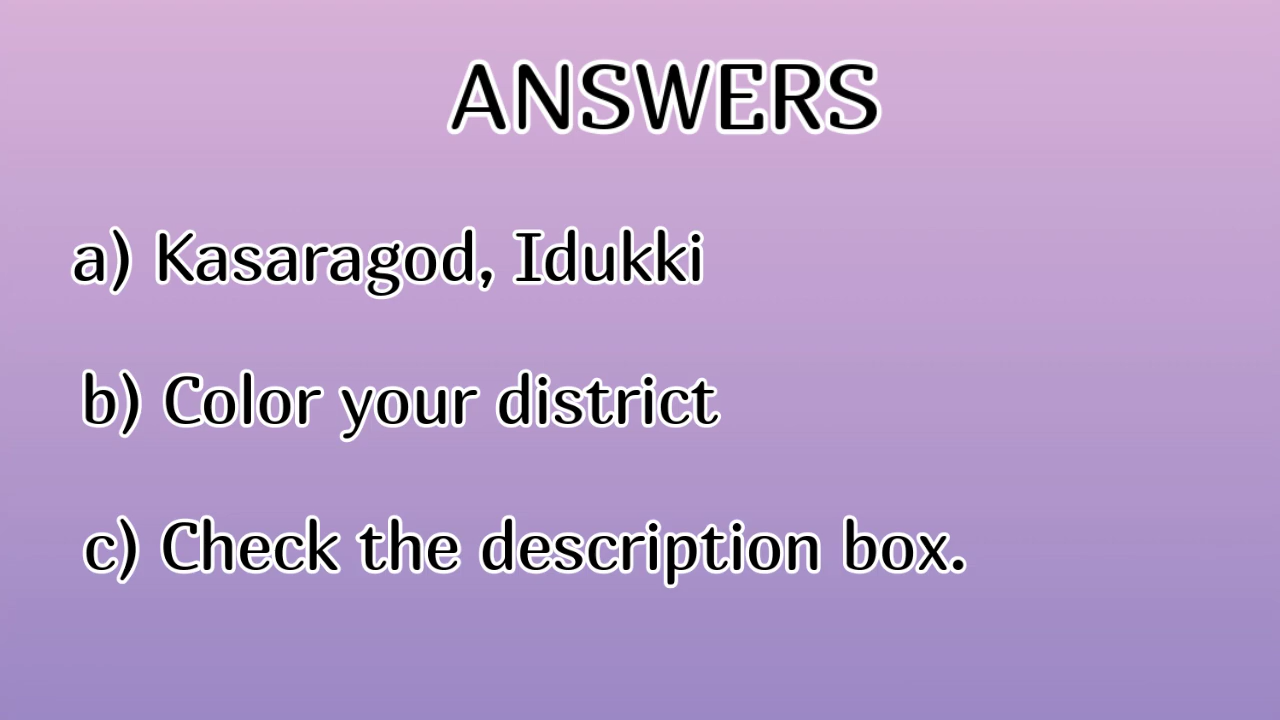 ANSWERS
a) Kasaragod, Idukki
b) Color your district
c) Check the description box.